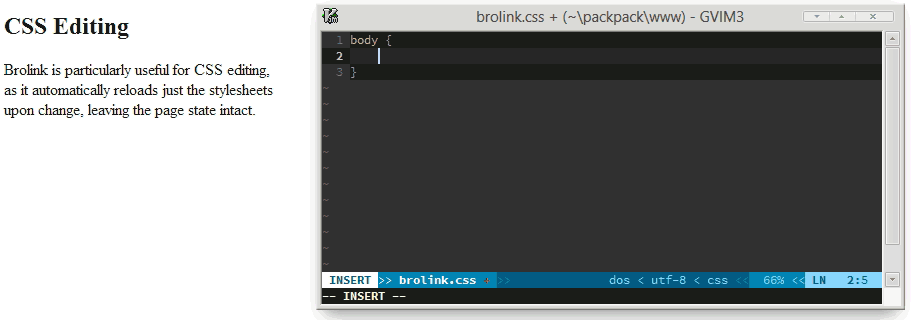 CSS Editing
Brolink is particularly useful for CSS editing,
as it automatically reloads just the stylesheets
upon change, leaving the page state intact.
brolink.css + (~\packpack\www) - GVIM3
1 body {
2
3 }
~
~
~
~
~
~
~
~
~
~
~
~
INSERT >> brolink.css + >> dos < utf-8 < css << 66% << LN 2:5
-- INSERT --